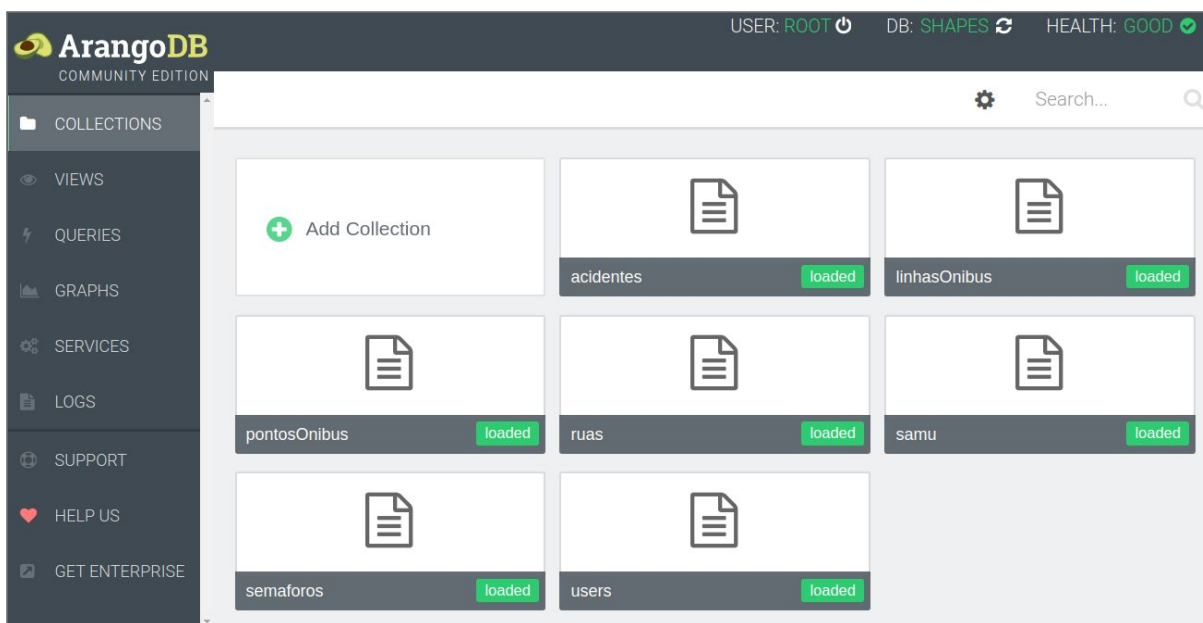 USER: ROOT DB: SHAPES HEALTH: GOOD
ArangoDB
COMMUNITY EDITION
Search...
COLLECTIONS
VIEWS
QUERIES
GRAPHS
SERVICES
LOGS
SUPPORT
HELP US
GET ENTERPRISE
Add Collection
acidentes loaded
linhasOnibus loaded
pontosOnibus loaded
ruas loaded
samu loaded
semaforos loaded
users loaded